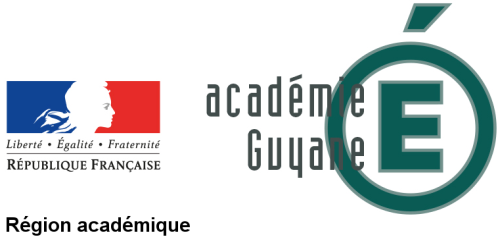 Liberté • Égalité • Fraternité
RÉPUBLIQUE FRANÇAISE
académie
Guyane
É
Région académique